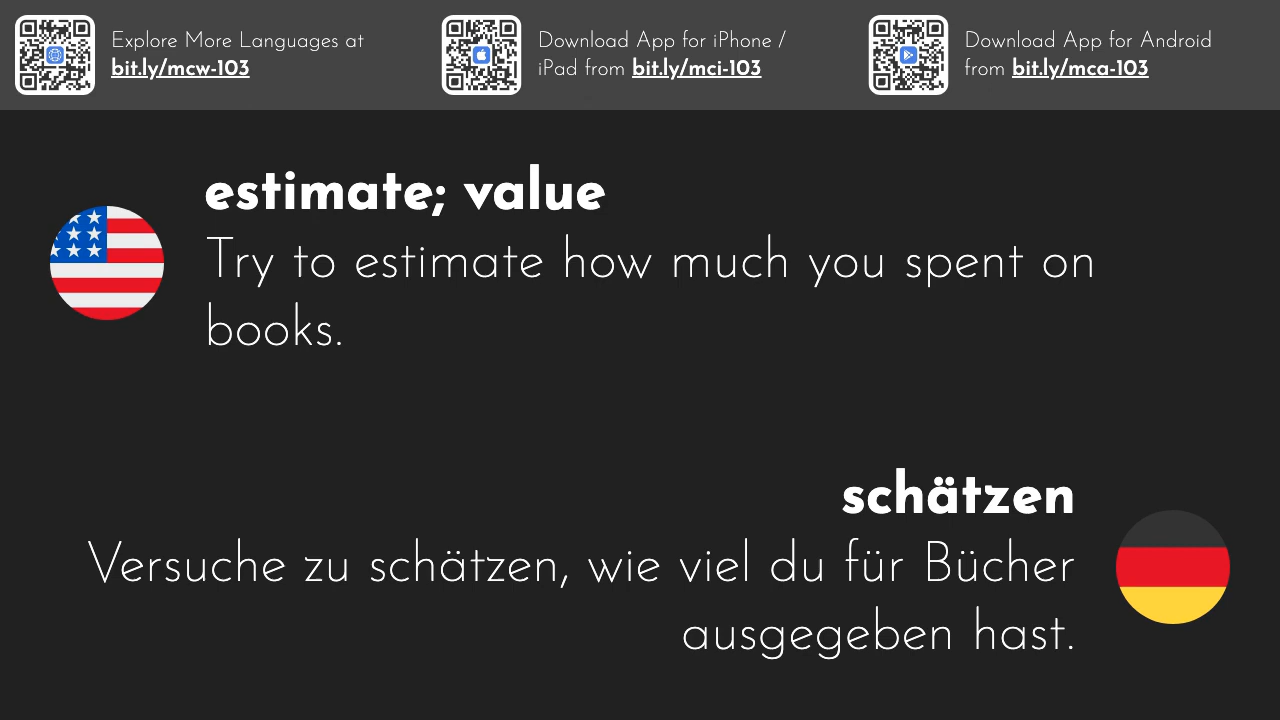 Explore More Languages at
bit.ly/mcw-103
Download App for iPhone /
iPad from bit.ly/mci-103
Download App for Android
from bit.ly/mca-103
estimate; value
Try to estimate how much you spent on
books.
schätzen
Versuche zu schätzen, wie viel du für Bücher
ausgegeben hast.